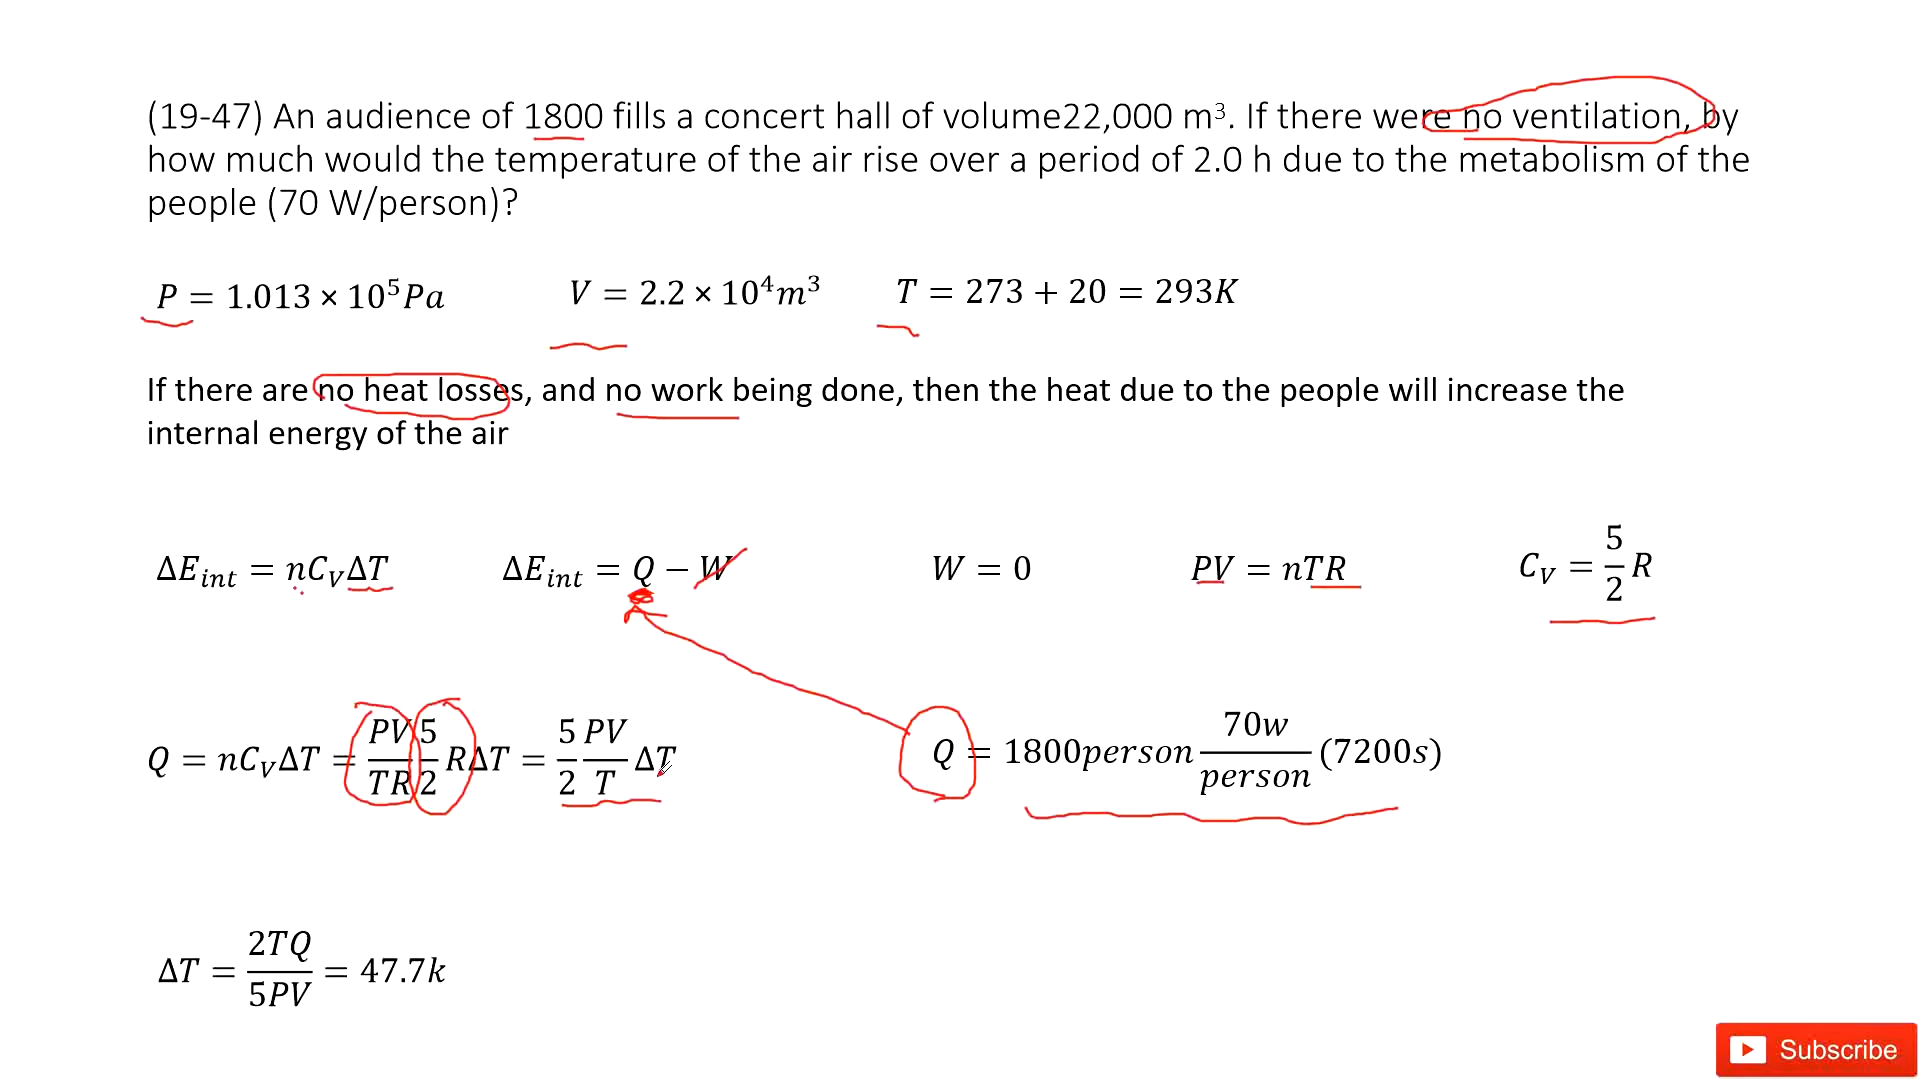 (19-47) An audience of 1800 fills a concert hall of volume22,000 m³. If there were no ventilation, by
how much would the temperature of the air rise over a period of 2.0 h due to the metabolism of the
people (70 W/person)?
P = 1.013 × 10⁵Pa V = 2.2 × 10⁴m³ T = 273 + 20 = 293K
If there are no heat losses, and no work being done, then the heat due to the people will increase the
internal energy of the air
ΔE_int = nC_VΔT ΔE_int = Q − W W = 0 PV = nTR C_V = 5/2 R
Q = nC_VΔT = PV/TR 5/2 RΔT = 5/2 PV/T ΔT Q = 1800person 70w/person (7200s)
ΔT = 2TQ/5PV = 47.7k
Subscribe